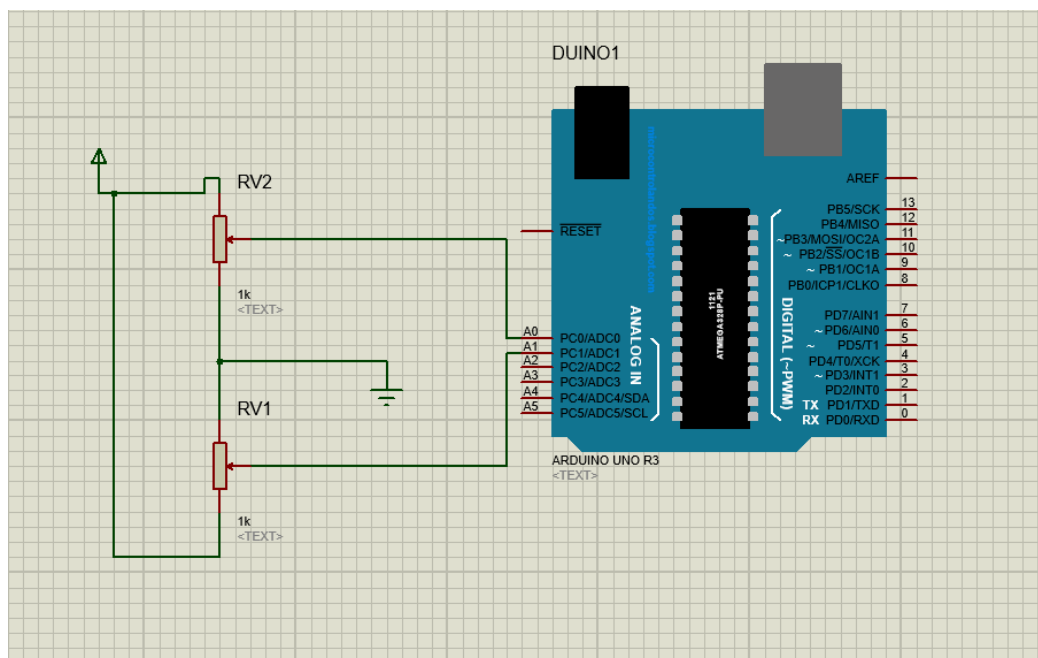 DUINO1
RV2
1k
<TEXT>
RV1
1k
<TEXT>
microcontrolandos.blogspot.com
RESET
AREF
PB5/SCK 13
PB4/MISO 12
~PB3/MOSI/OC2A 11
~ PB2/SS/OC1B 10
~ PB1/OC1A 9
PB0/ICP1/CLKO 8
PD7/AIN1 7
~PD6/AIN0 6
~ PD5/T1 5
PD4/T0/XCK 4
~PD3/INT1 3
PD2/INT0 2
TX PD1/TXD 1
RX PD0/RXD 0
DIGITAL (~PWM)
1121
ATMEGA328P-PU
ANALOG IN
A0 PC0/ADC0
A1 PC1/ADC1
A2 PC2/ADC2
A3 PC3/ADC3
A4 PC4/ADC4/SDA
A5 PC5/ADC5/SCL
ARDUINO UNO R3
<TEXT>